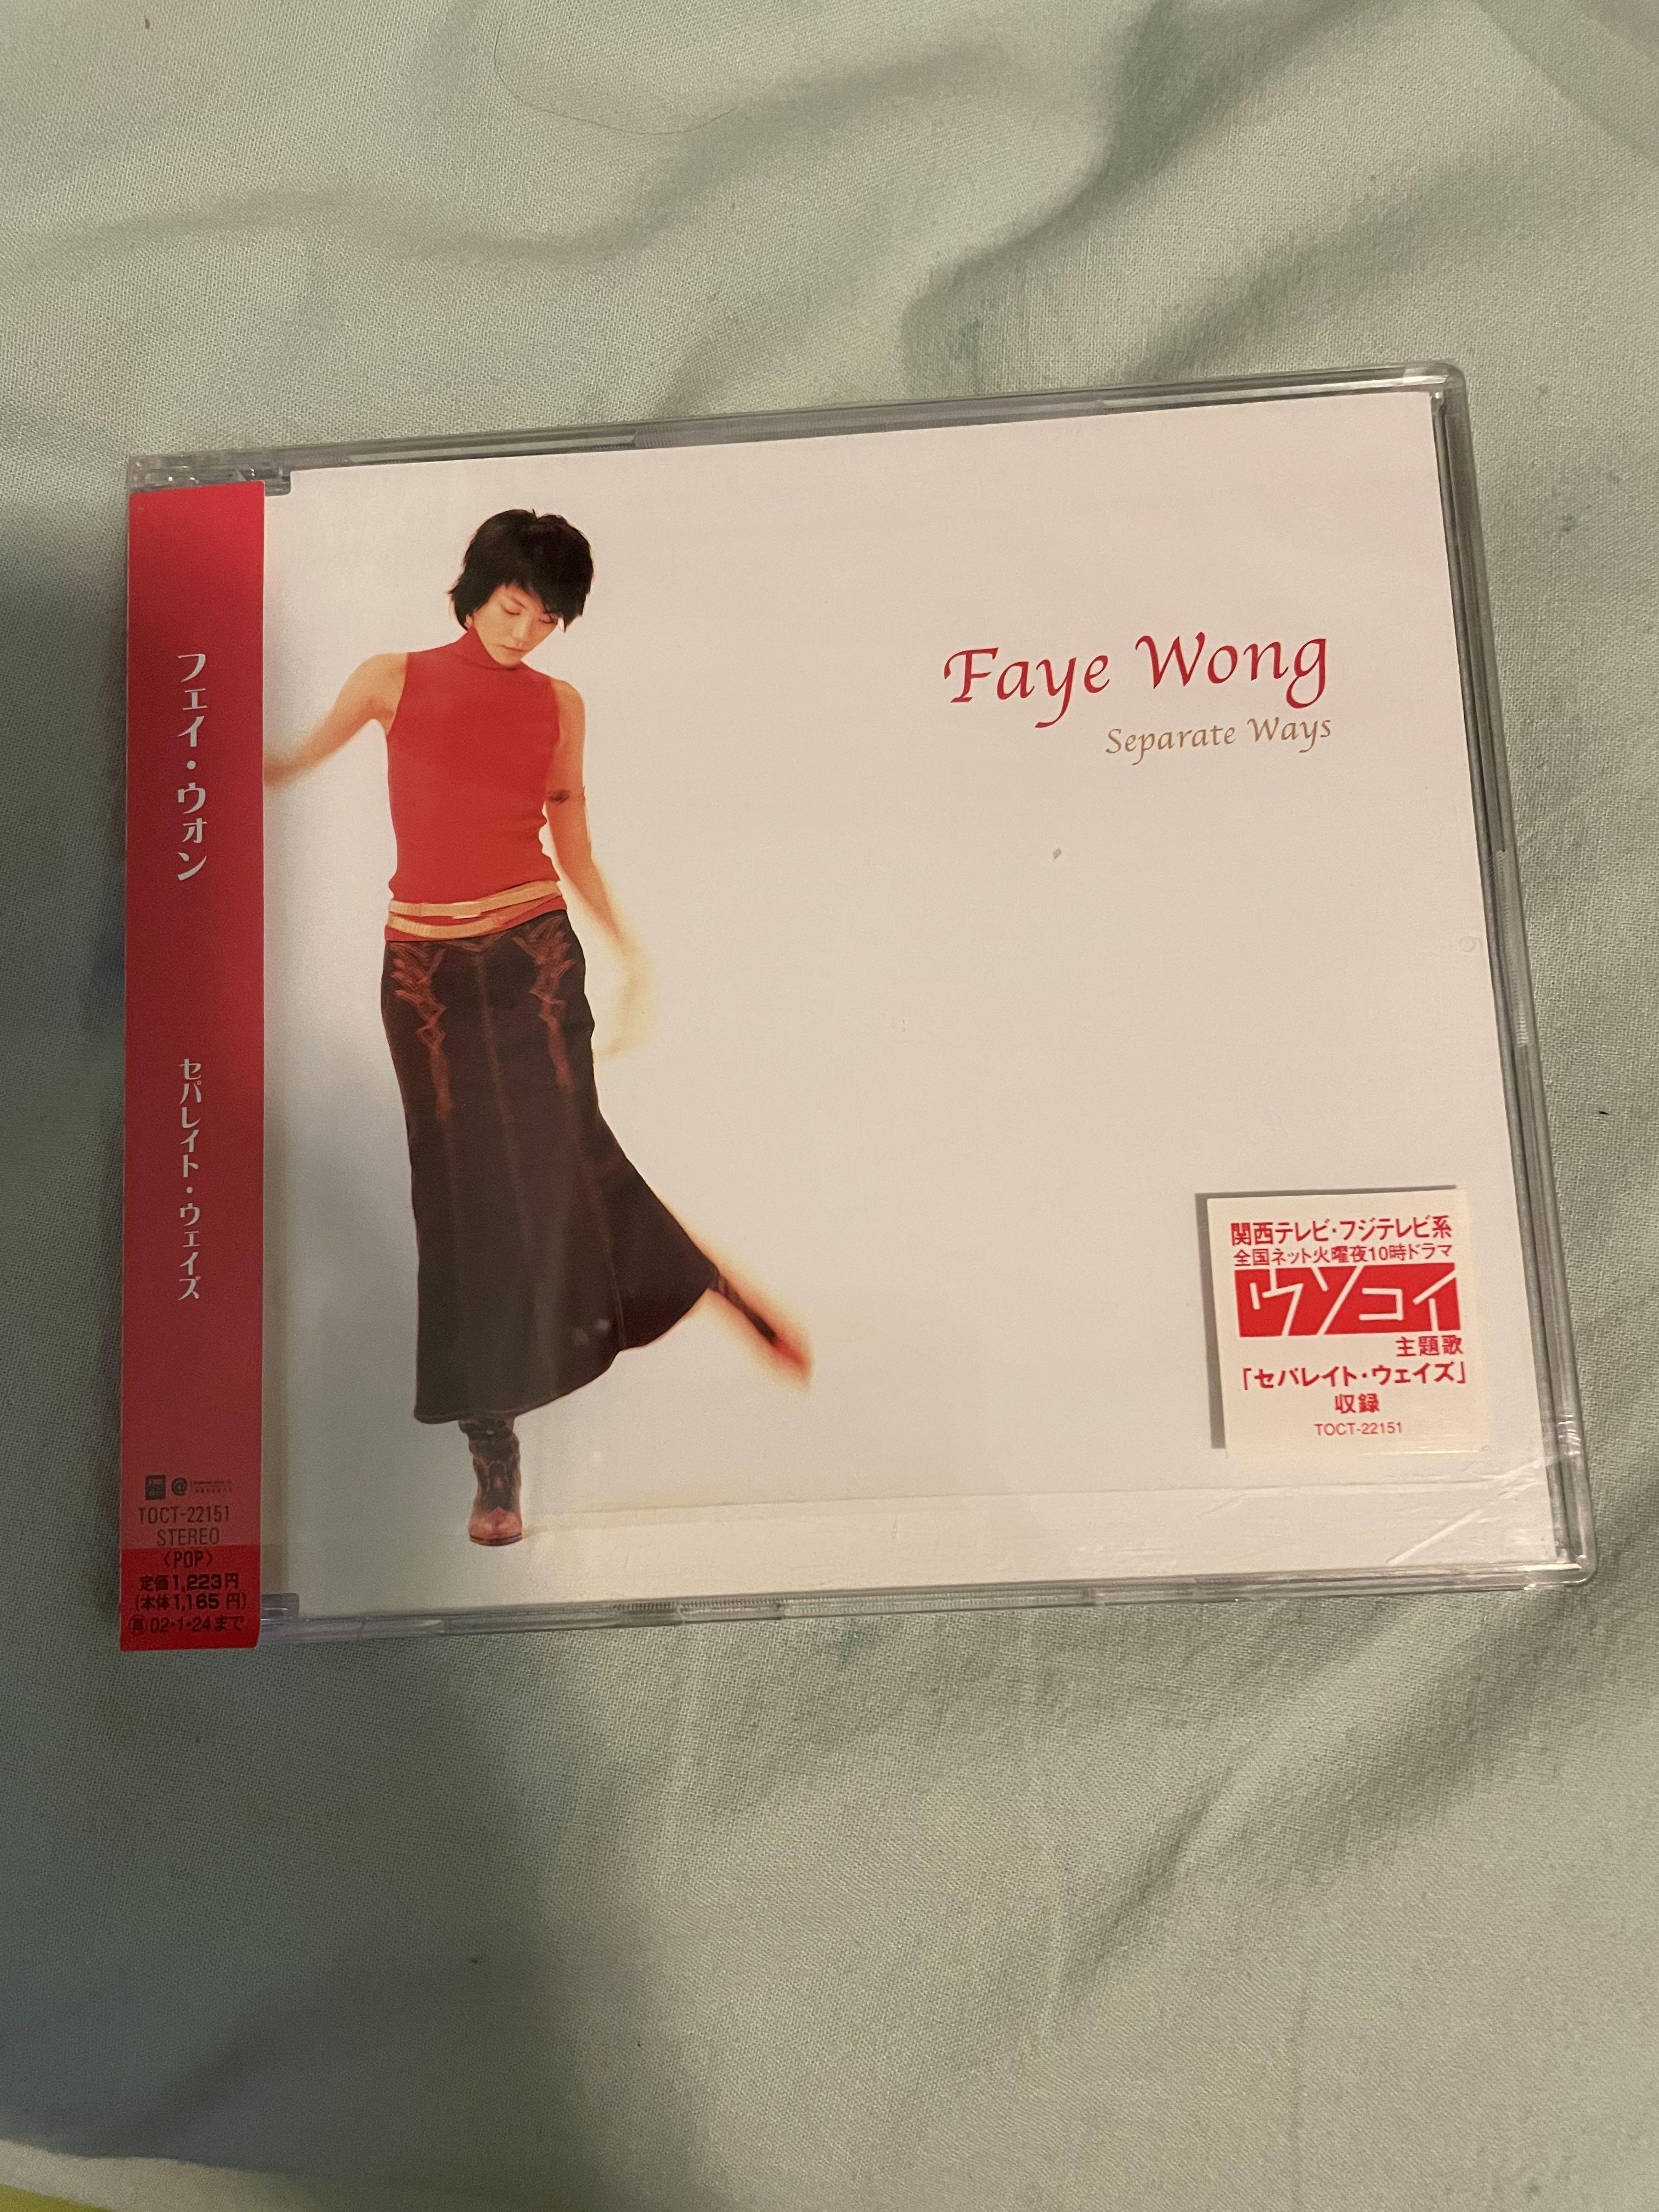 フェイ・ウォン
セパレイト・ウェイズ
TOCT-22151
STEREO
〈POP〉
定価1,223円
(本体1,165円)
再02・1・24まで
Faye Wong
Separate Ways
関西テレビ・フジテレビ系
全国ネット火曜夜10時ドラマ
ウソコイ
主題歌
「セパレイト・ウェイズ」
収録
TOCT-22151